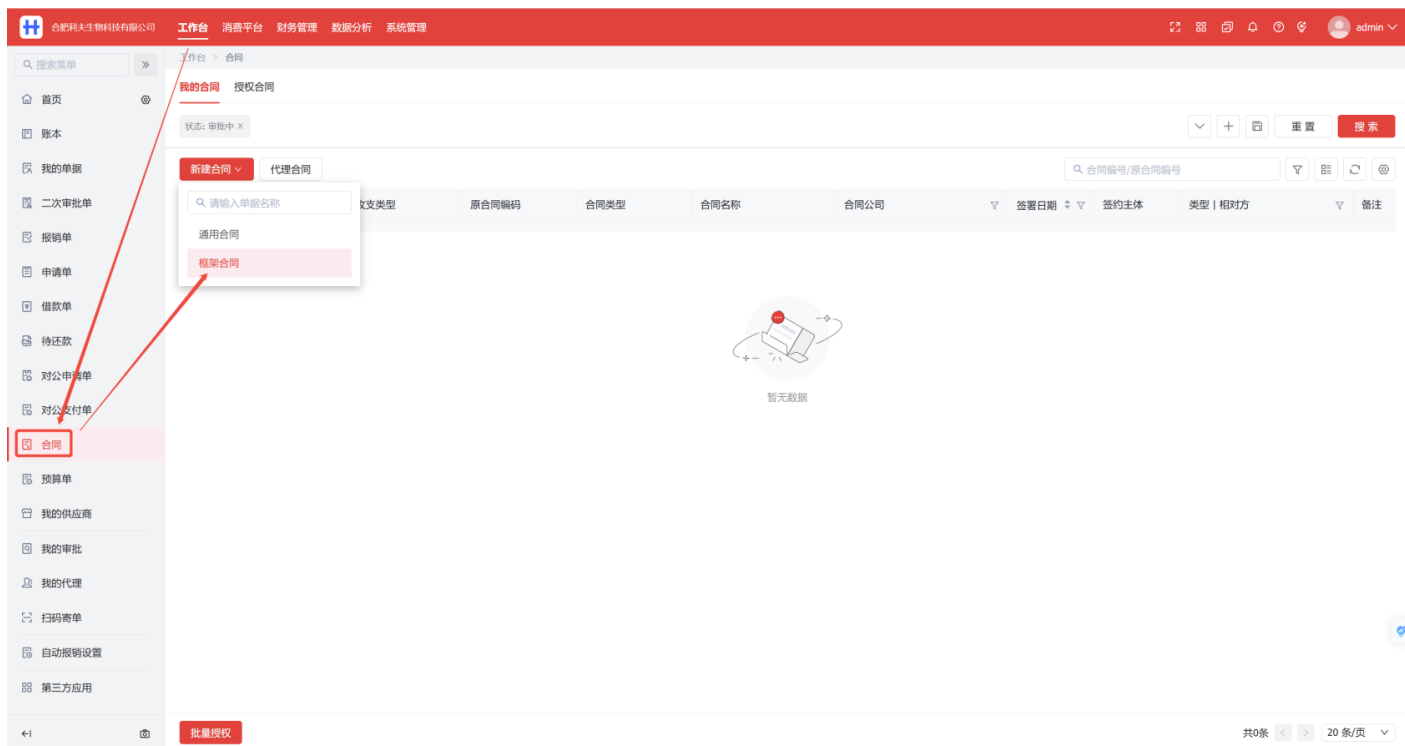 合肥利夫生物科技有限公司 工作台 消费平台 财务管理 数据分析 系统管理 admin
搜索菜单
工作台 > 合同
首页
我的合同 授权合同
账本
状态: 审批中 × 重置 搜索
我的单据
新建合同 代理合同 合同编号/原合同编号
二次审批单
请输入单据名称 收支类型 原合同编码 合同类型 合同名称 合同公司 签署日期 签约主体 类型 | 相对方 备注
报销单
通用合同
框架合同
申请单
借款单
待还款
对公申请单
暂无数据
对公支付单
合同
预算单
我的供应商
我的审批
我的代理
扫码寄单
自动报销设置
第三方应用
批量授权 共0条 < > 20 条/页